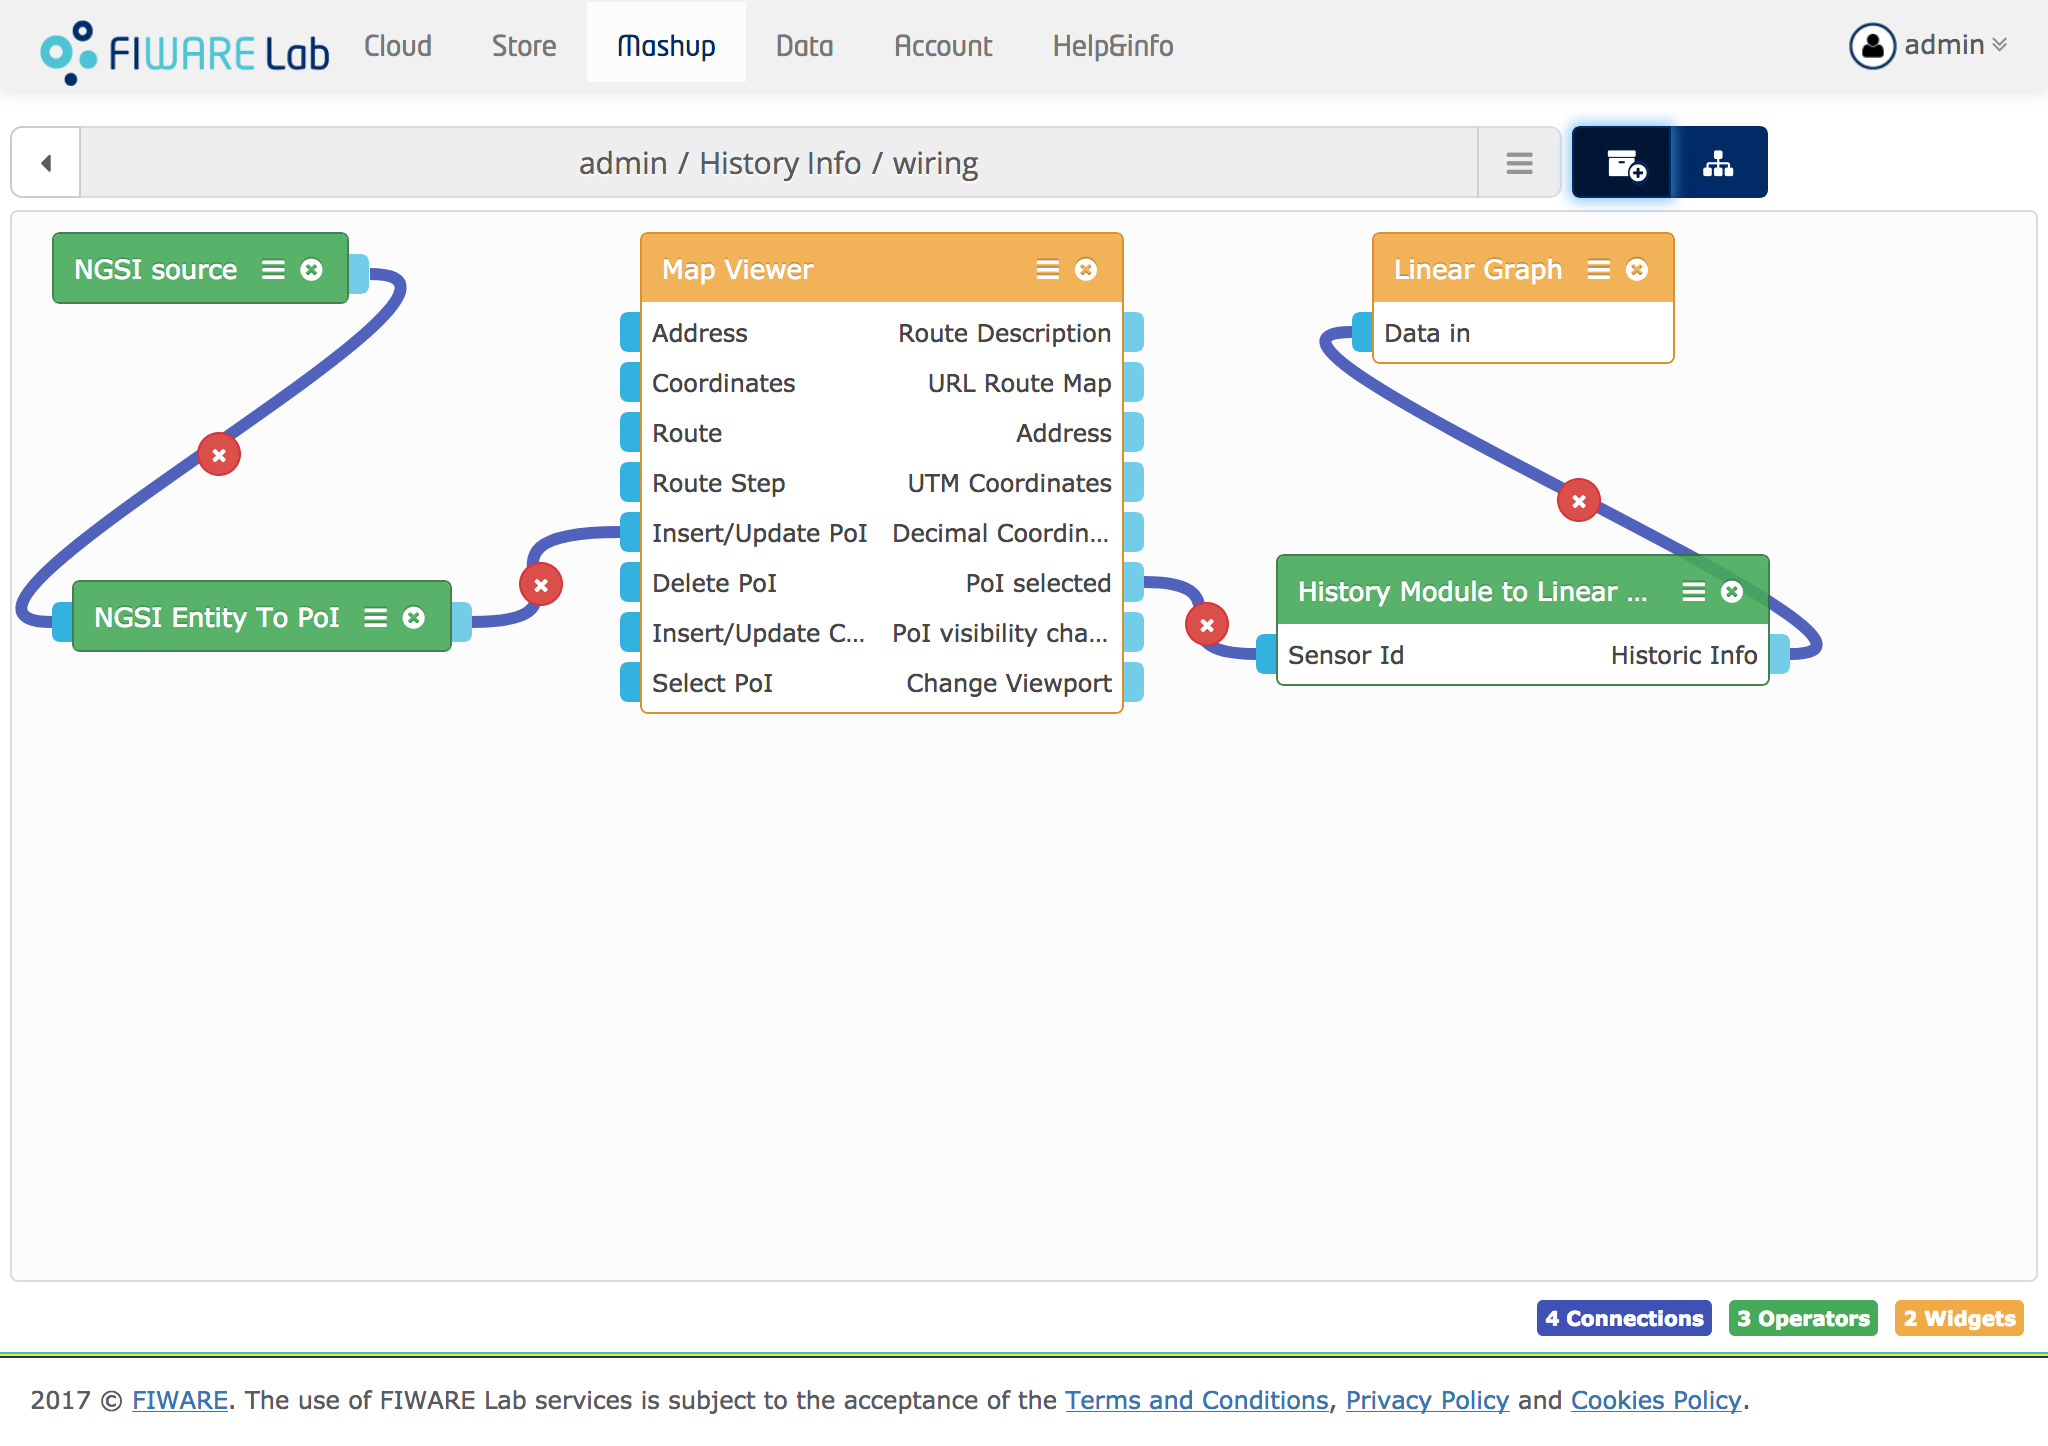 FIWARE Lab
Cloud
Store
Mashup
Data
Account
Help&info
admin
admin / History Info / wiring
NGSI source
Map Viewer
Linear Graph
Address
Route Description
Data in
Coordinates
URL Route Map
Route
Address
Route Step
UTM Coordinates
Insert/Update PoI
Decimal Coordin...
Delete PoI
PoI selected
History Module to Linear ...
NGSI Entity To PoI
Insert/Update C...
PoI visibility cha...
Sensor Id
Historic Info
Select PoI
Change Viewport
4 Connections
3 Operators
2 Widgets
2017 © FIWARE. The use of FIWARE Lab services is subject to the acceptance of the Terms and Conditions, Privacy Policy and Cookies Policy.